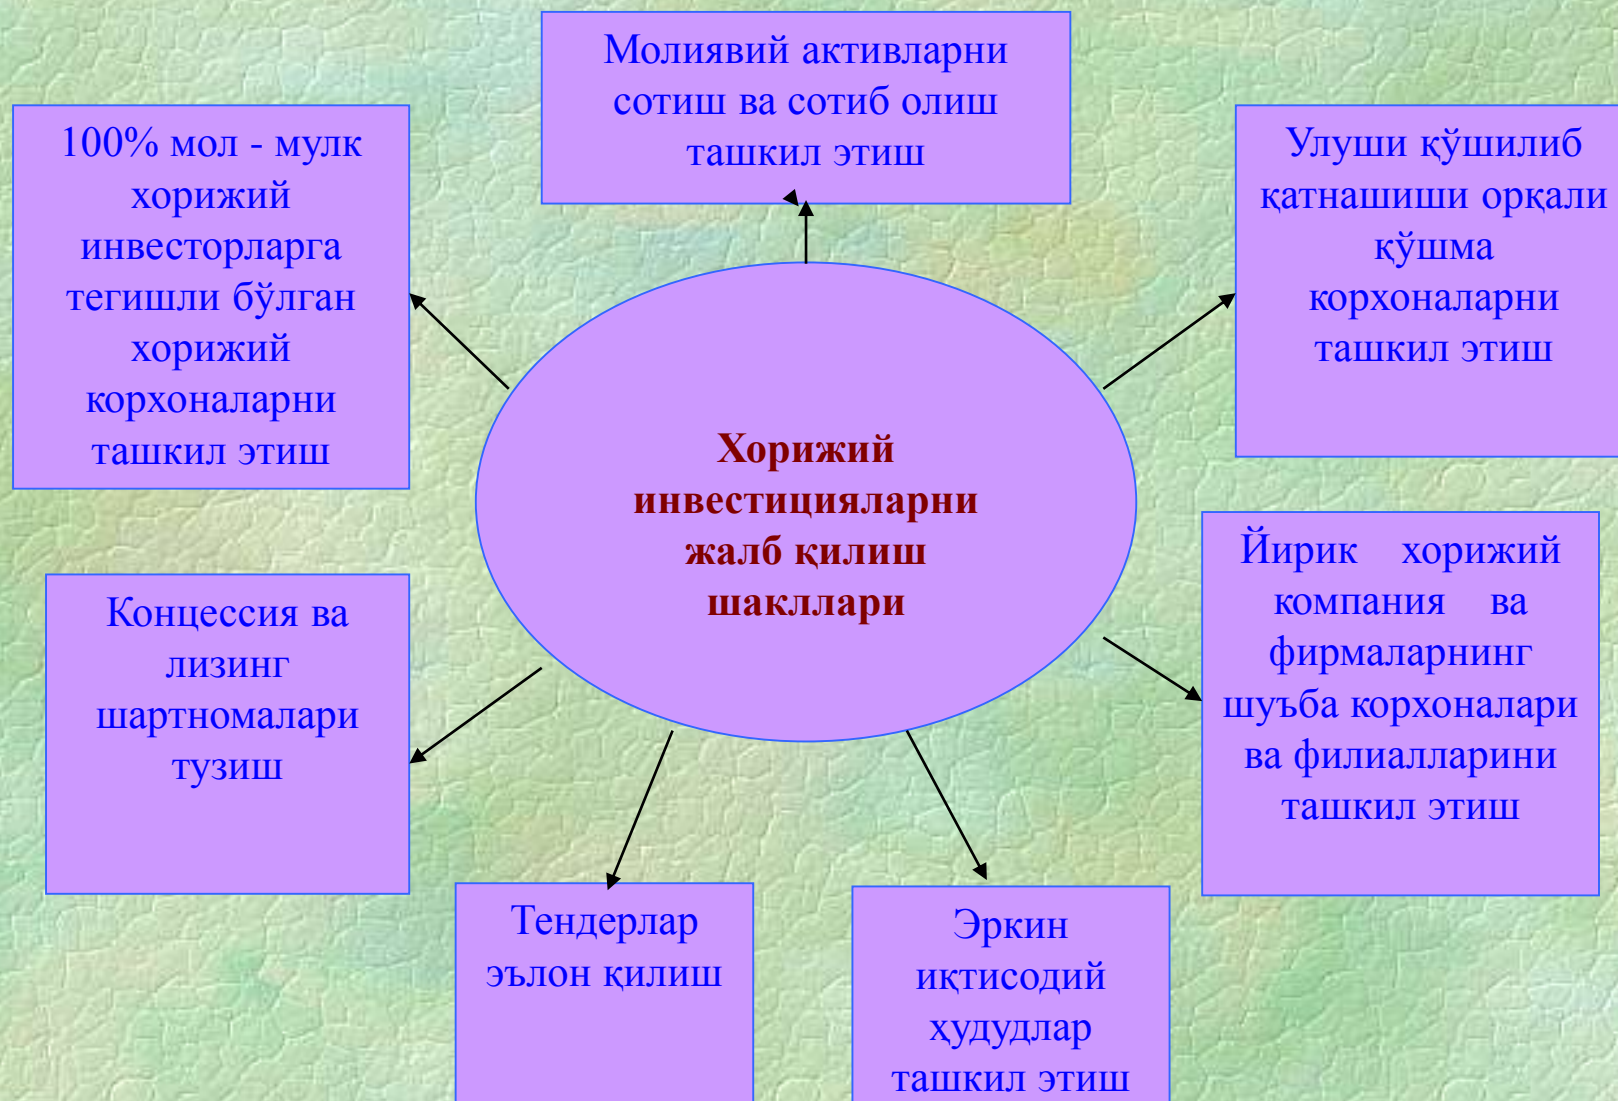 Молиявий активларни
сотиш ва сотиб олиш
ташкил этиш
100% мол - мулк
хорижий
инвесторларга
тегишли бўлган
хорижий
корхоналарни
ташкил этиш
Улуши қўшилиб
қатнашиши орқали
қўшма
корхоналарни
ташкил этиш
Хорижий
инвестицияларни
жалб қилиш
шакллари
Концессия ва
лизинг
шартномалари
тузиш
Йирик хорижий
компания ва
фирмаларнинг
шуъба корхоналари
ва филиалларини
ташкил этиш
Тендерлар
эълон қилиш
Эркин
иқтисодий
ҳудудлар
ташкил этиш